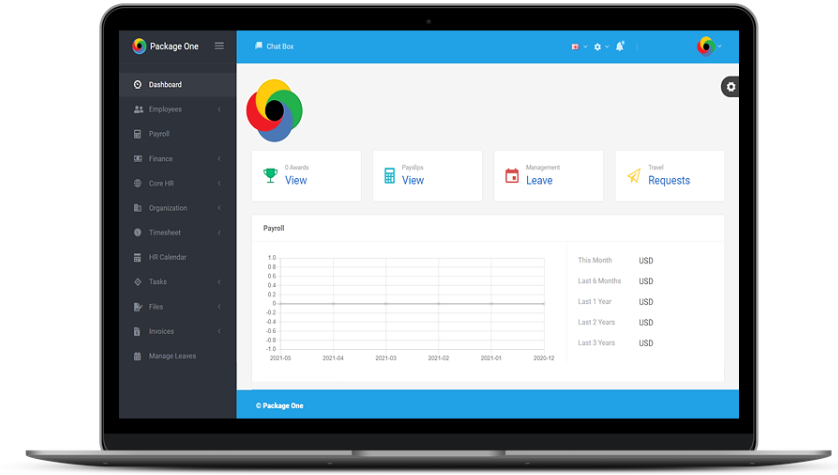 Package One
Chat Box
Dashboard
Employees
Payroll
Finance
Core HR
Organization
Timesheet
HR Calendar
Tasks
Files
Invoices
Manage Leaves
0 Awards
View
Payslips
View
Management
Leave
Travel
Requests
Payroll
1.0
0.8
0.6
0.4
0.2
0
-0.2
-0.4
-0.6
-0.8
-1.0
2021-05 2021-04 2021-03 2021-02 2021-01 2020-12
This Month USD
Last 6 Months USD
Last 1 Year USD
Last 2 Years USD
Last 3 Years USD
© Package One